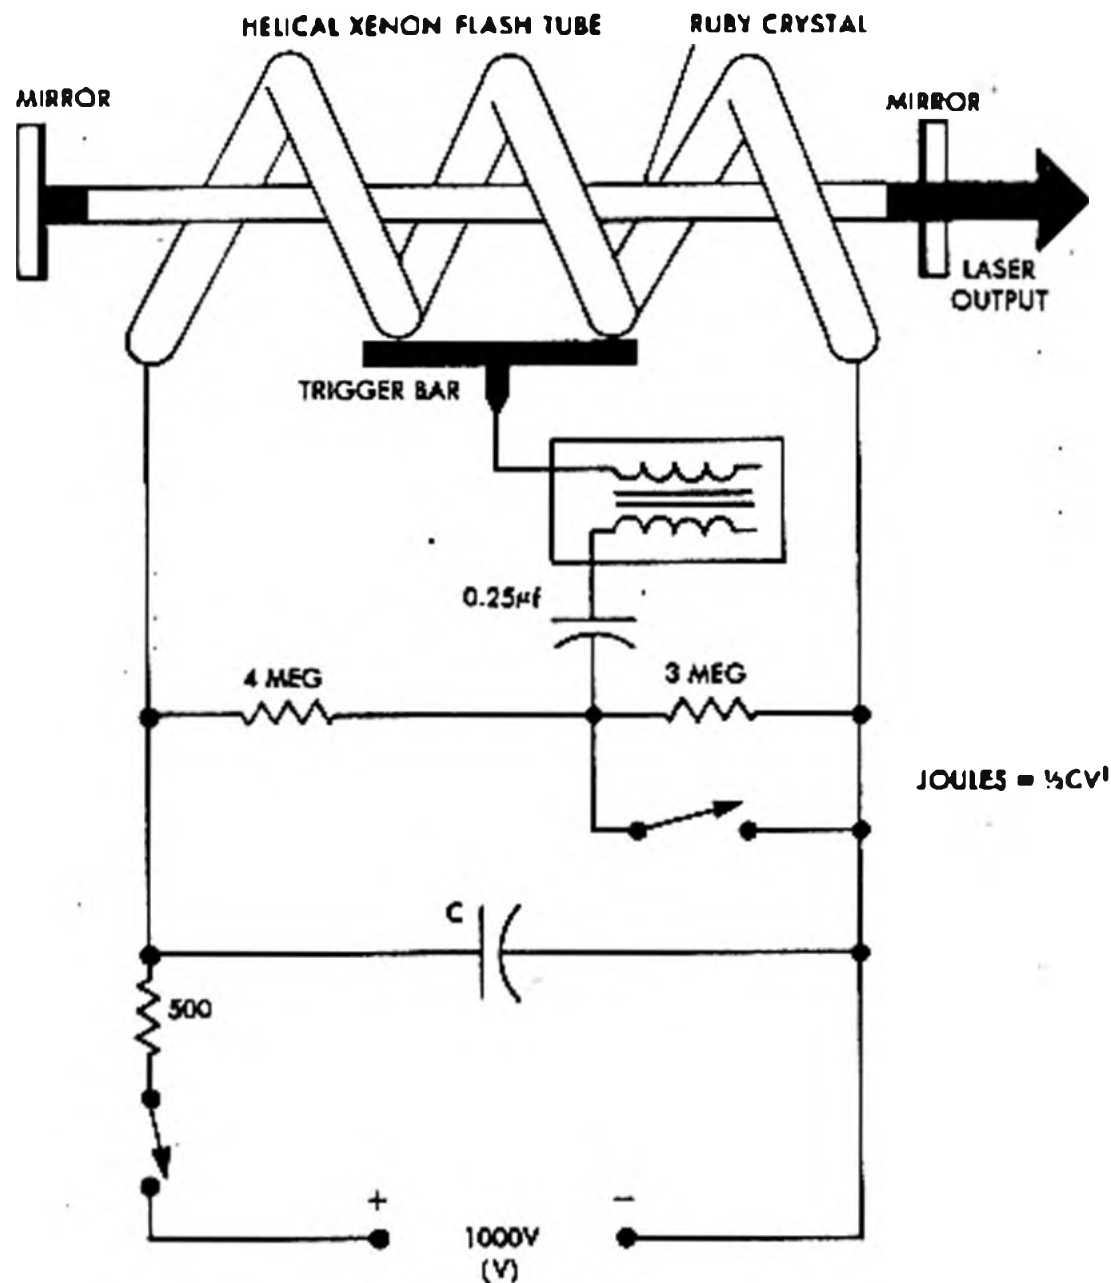 HELICAL XENON FLASH TUBE
RUBY CRYSTAL
MIRROR
MIRROR
LASER
OUTPUT
TRIGGER BAR
0.25μf
4 MEG
3 MEG
JOULES = ½CV¹
C
500
+
−
1000V
(V)